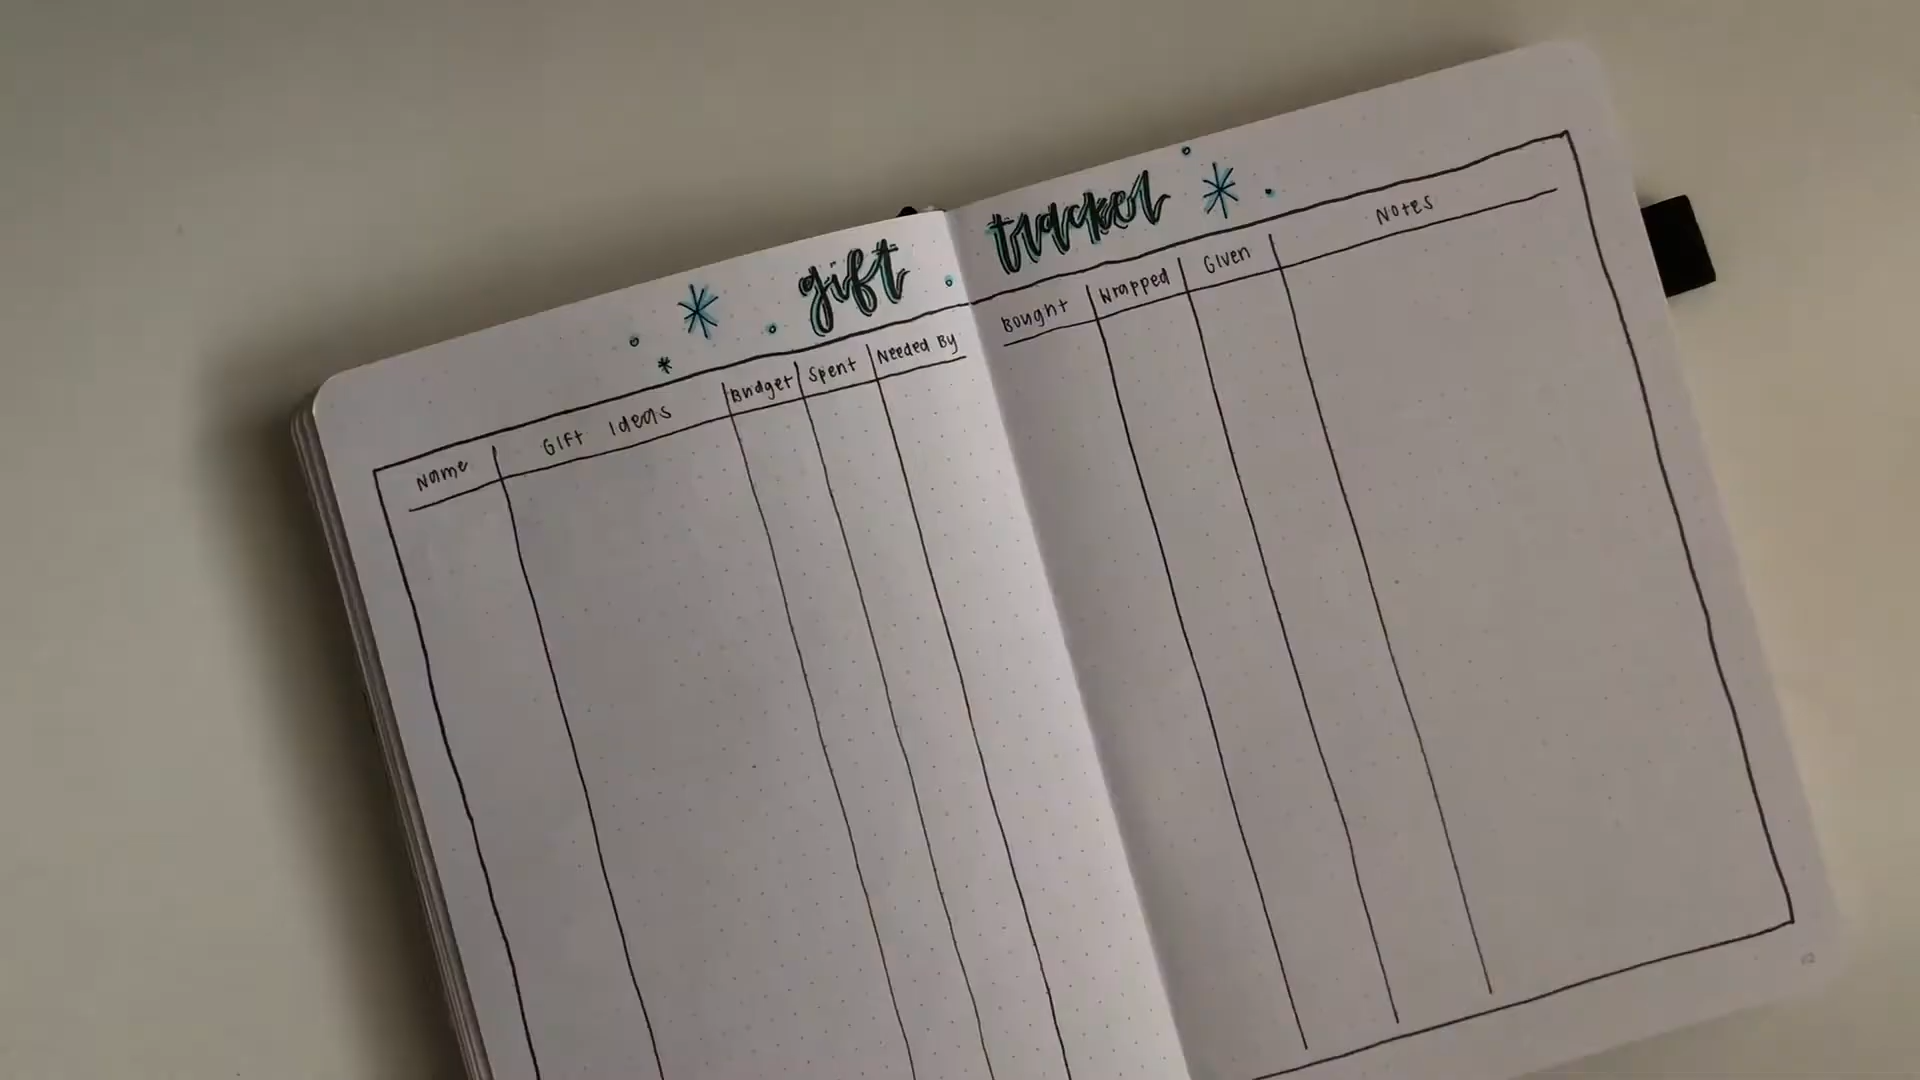 gift tracker
Name Gift Ideas Budget Spent Needed By Bought Wrapped Given Notes